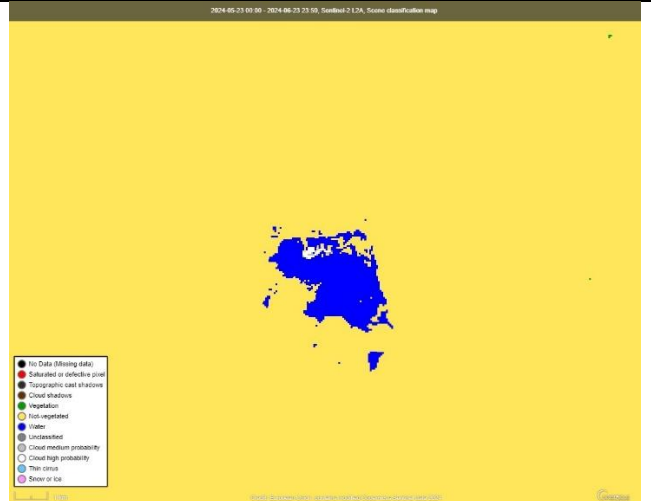 2024-05-23 00:00 - 2024-06-23 23:59, Sentinel-2 L2A, Scene classification map
No Data (Missing data)
Saturated or defective pixel
Topographic cast shadows
Cloud shadows
Vegetation
Not-vegetated
Water
Unclassified
Cloud medium probability
Cloud high probability
Thin cirrus
Snow or ice